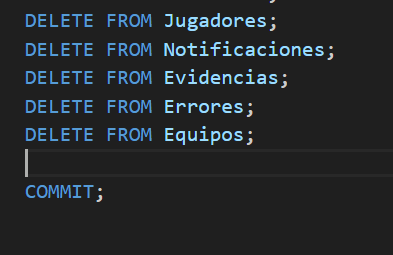 DELETE FROM Jugadores;
DELETE FROM Notificaciones;
DELETE FROM Evidencias;
DELETE FROM Errores;
DELETE FROM Equipos;
COMMIT;